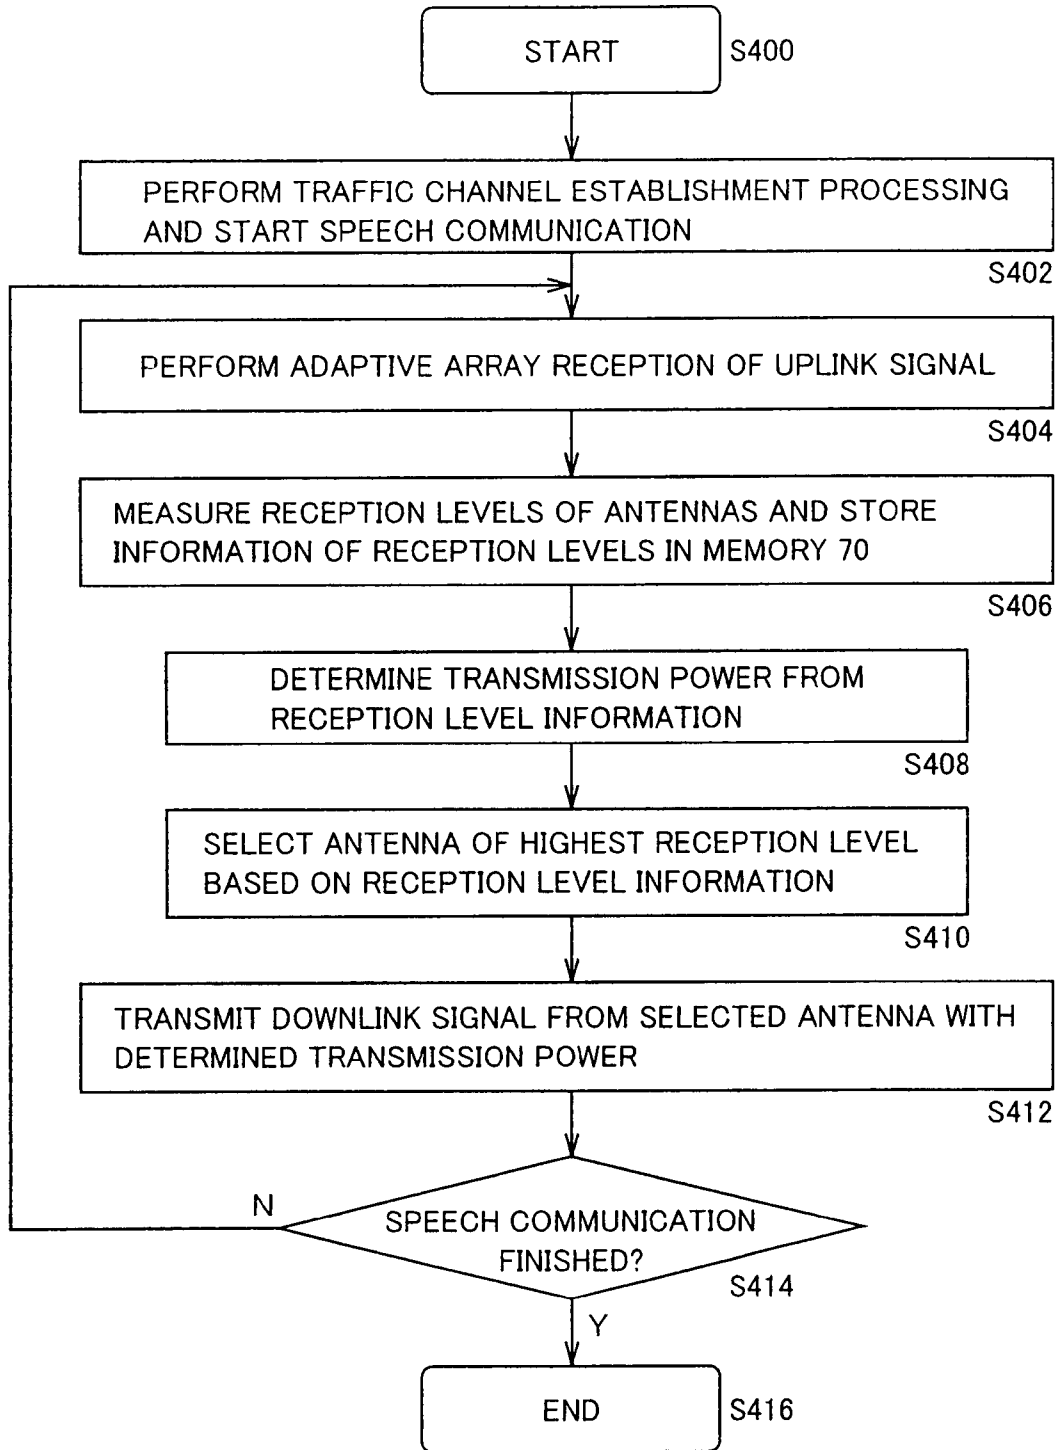 START
S400
PERFORM TRAFFIC CHANNEL ESTABLISHMENT PROCESSING
AND START SPEECH COMMUNICATION
S402
PERFORM ADAPTIVE ARRAY RECEPTION OF UPLINK SIGNAL
S404
MEASURE RECEPTION LEVELS OF ANTENNAS AND STORE
INFORMATION OF RECEPTION LEVELS IN MEMORY 70
S406
DETERMINE TRANSMISSION POWER FROM
RECEPTION LEVEL INFORMATION
S408
SELECT ANTENNA OF HIGHEST RECEPTION LEVEL
BASED ON RECEPTION LEVEL INFORMATION
S410
TRANSMIT DOWNLINK SIGNAL FROM SELECTED ANTENNA WITH
DETERMINED TRANSMISSION POWER
S412
N
SPEECH COMMUNICATION
FINISHED?
S414
Y
END
S416